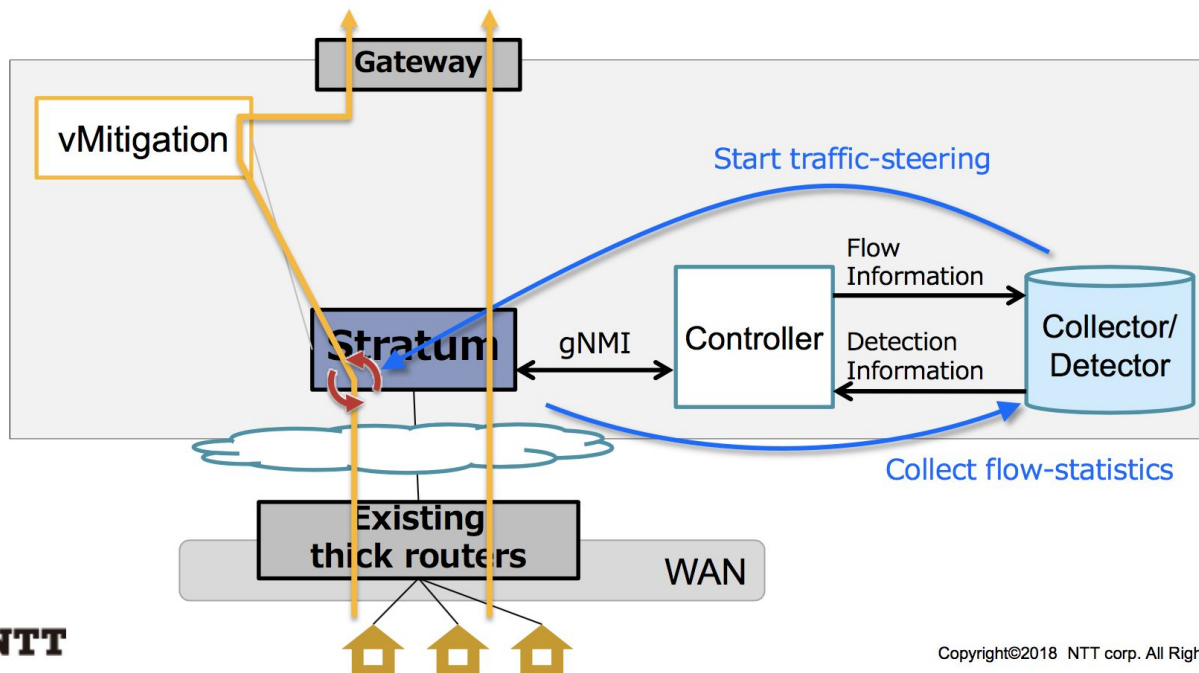 Gateway
vMitigation
Start traffic-steering
Flow
Information
Stratum
gNMI
Controller
Detection
Information
Collector/
Detector
Collect flow-statistics
Existing
thick routers
WAN
NTT
Copyright©2018 NTT corp. All Righ